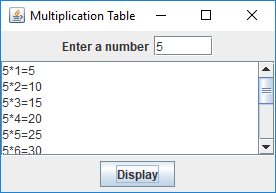 Multiplication Table
Enter a number 5
5*1=5
5*2=10
5*3=15
5*4=20
5*5=25
5*6=30
Display